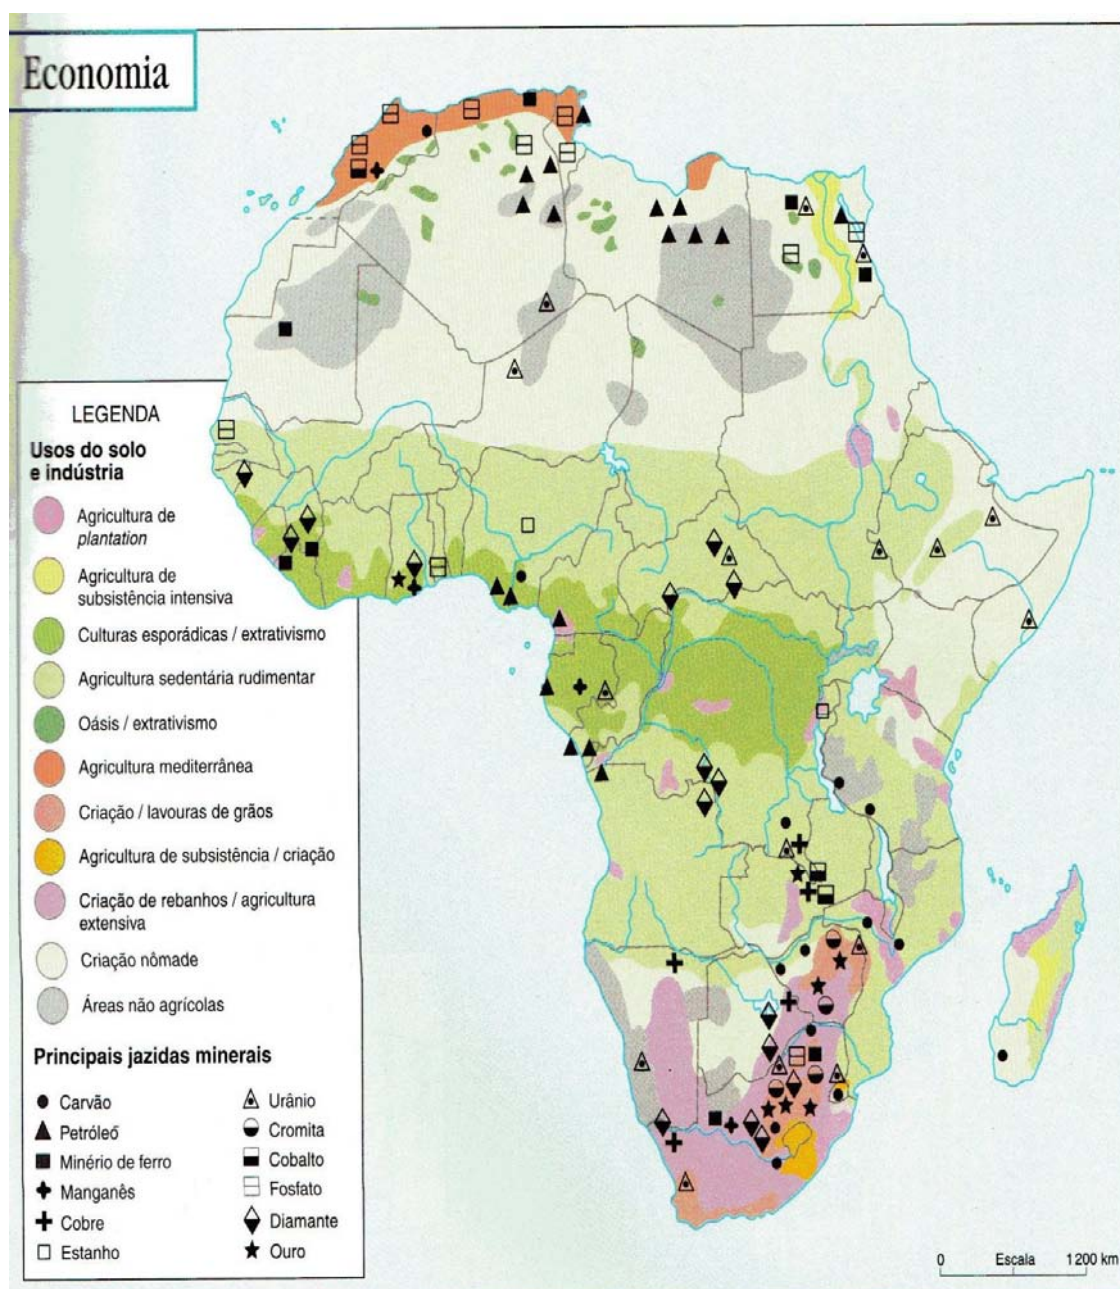 Economia
LEGENDA
Usos do solo
e indústria
Agricultura de
plantation
Agricultura de
subsistência intensiva
Culturas esporádicas / extrativismo
Agricultura sedentária rudimentar
Oásis / extrativismo
Agricultura mediterrânea
Criação / lavouras de grãos
Agricultura de subsistência / criação
Criação de rebanhos / agricultura
extensiva
Criação nômade
Áreas não agrícolas
Principais jazidas minerais
Carvão
Petróleo
Minério de ferro
Manganês
Cobre
Estanho
Urânio
Cromita
Cobalto
Fosfato
Diamante
Ouro
0 Escala 1 200 km